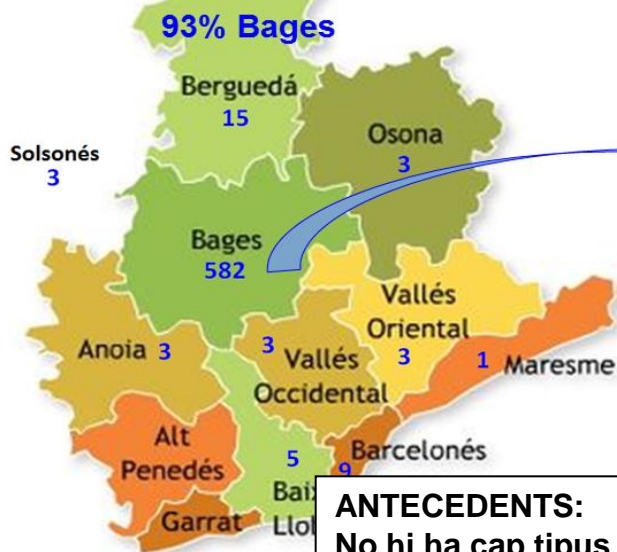 93% Bages
Berguedá
15
Osona
3
Solsonés
3
Bages
582
Vallés
Oriental
3
Anoia 3
3
Vallés
Occidental
1
Maresme
Alt
Penedés
5
Barcelonés
9
Garrat
ANTECEDENTS:
No hi ha cap tipus